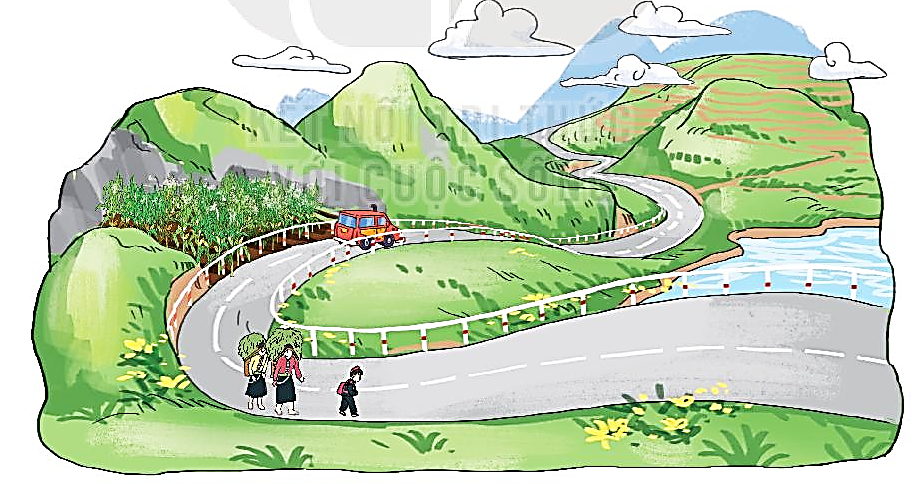 KẾT NỐI TRI THỨC
VỚI CUỘC SỐNG